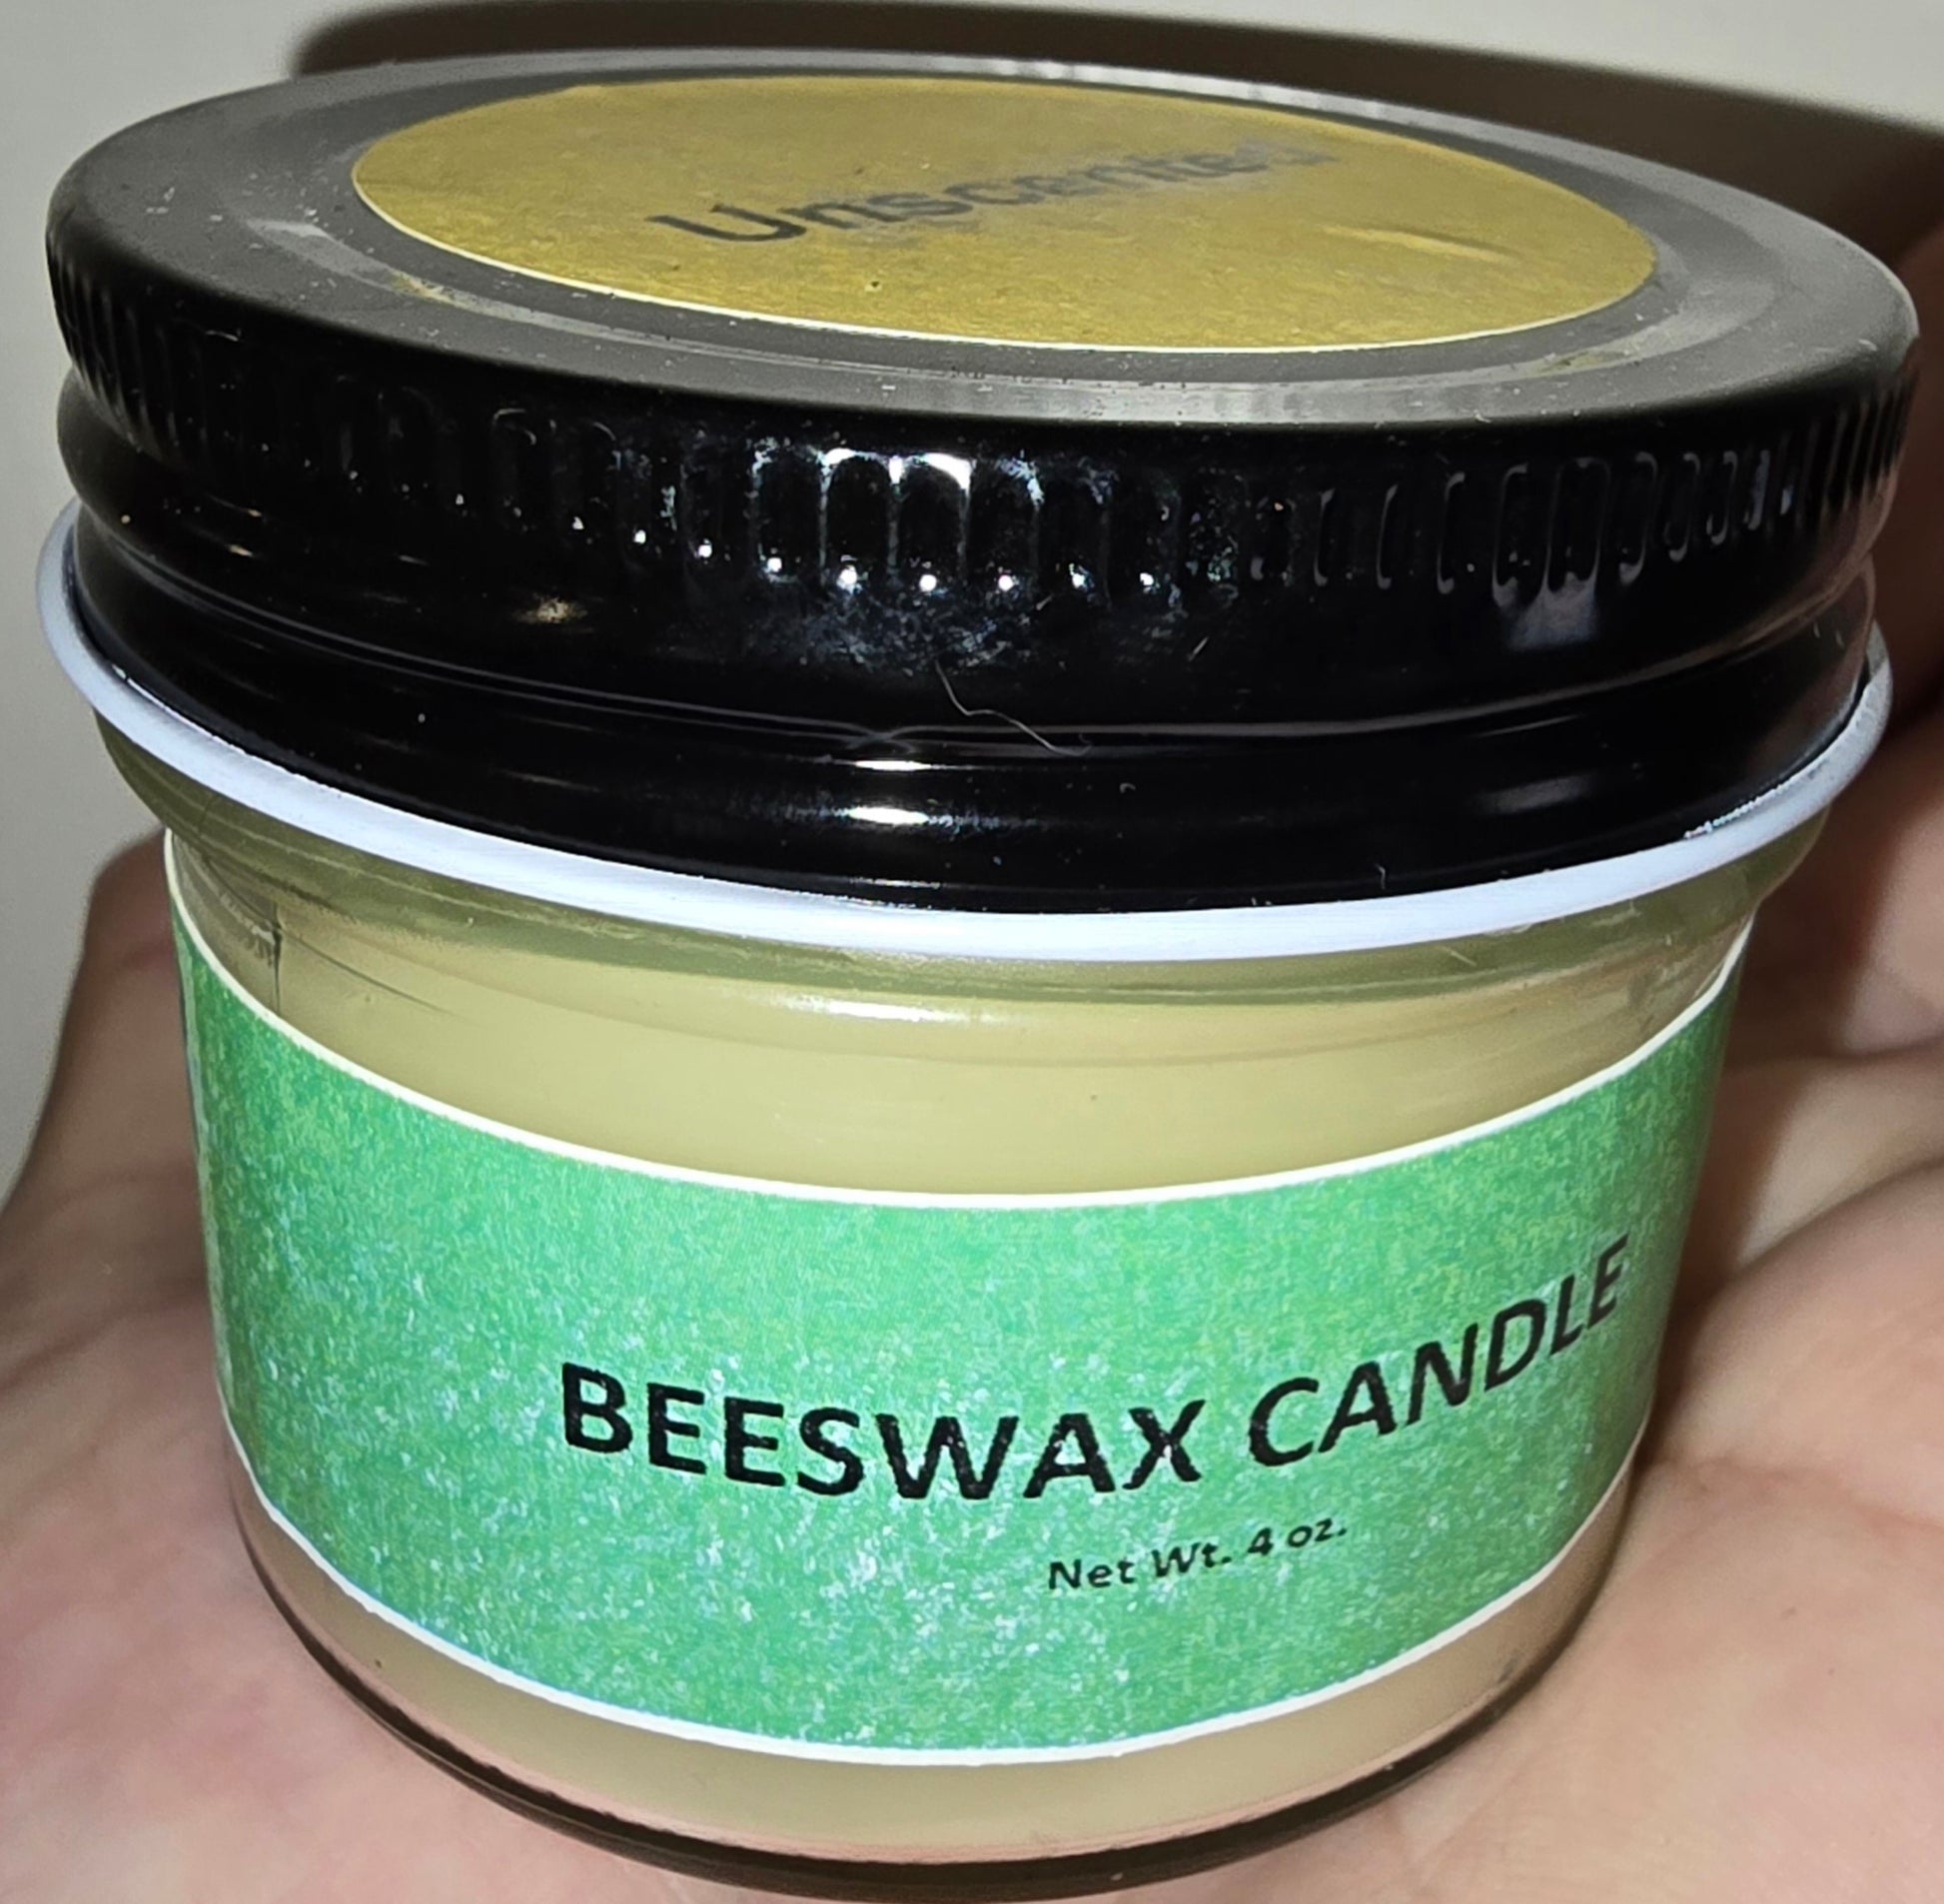 Unscented
BEESWAX CANDLE
Net Wt. 4 oz.